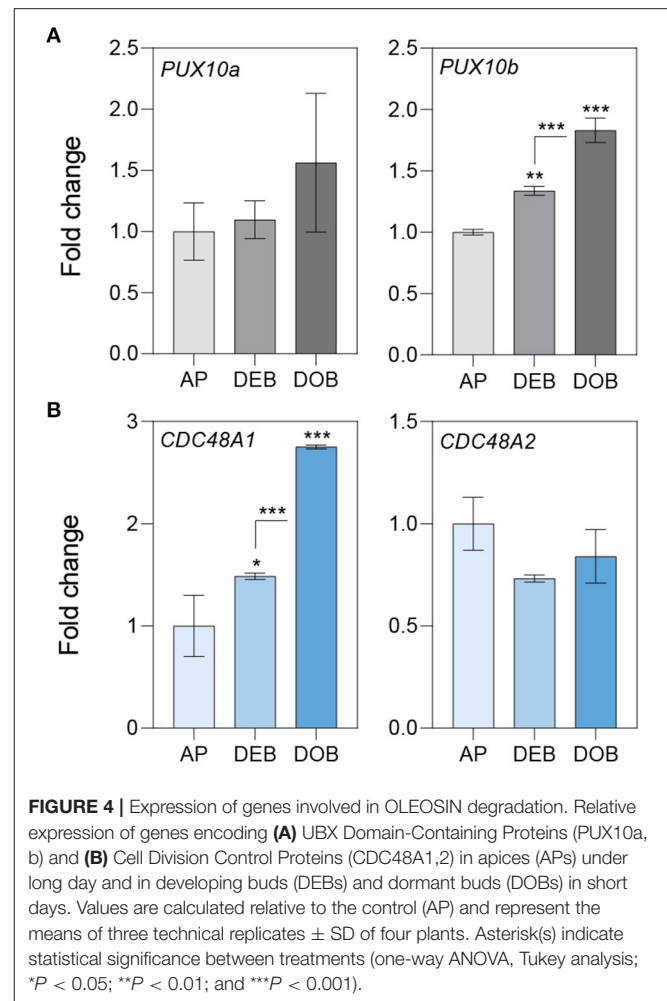 A
PUX10a
PUX10b
Fold change
2.5
2.0
1.5
1.0
0.5
0.0
AP DEB DOB
2.5
2.0
1.5
1.0
0.5
0.0
**
***
***
AP DEB DOB
B
CDC48A1
CDC48A2
Fold change
3
2
1
0
*
***
***
AP DEB DOB
1.5
1.0
0.5
0.0
AP DEB DOB
FIGURE 4 | Expression of genes involved in OLEOSIN degradation. Relative
expression of genes encoding (A) UBX Domain-Containing Proteins (PUX10a,
b) and (B) Cell Division Control Proteins (CDC48A1,2) in apices (APs) under
long day and in developing buds (DEBs) and dormant buds (DOBs) in short
days. Values are calculated relative to the control (AP) and represent the
means of three technical replicates ± SD of four plants. Asterisk(s) indicate
statistical significance between treatments (one-way ANOVA, Tukey analysis;
*P < 0.05; **P < 0.01; and ***P < 0.001).